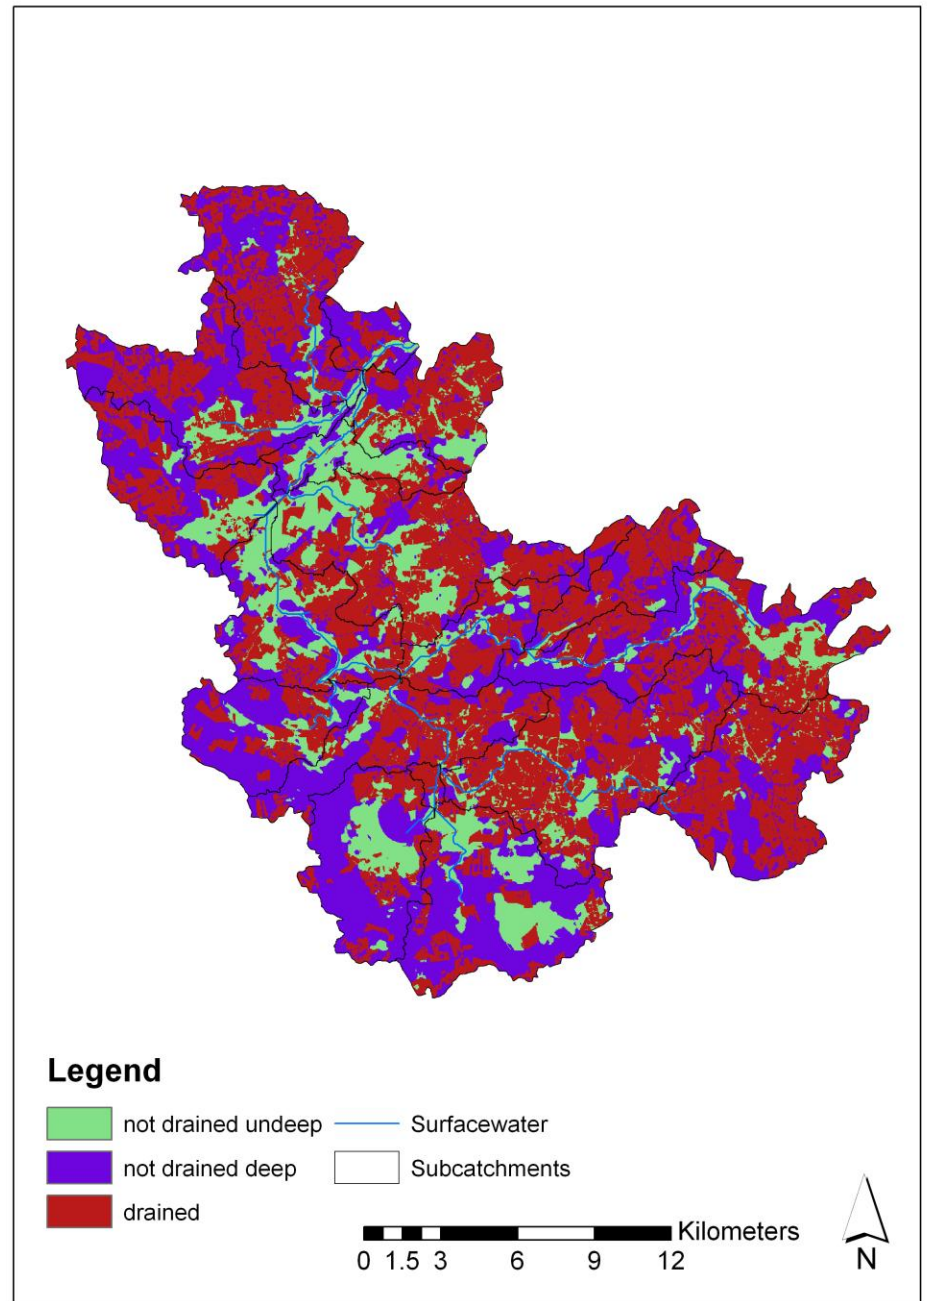 Legend
not drained undeep
not drained deep
drained
Surfacewater
Subcatchments
Kilometers
0 1.5 3 6 9 12
N